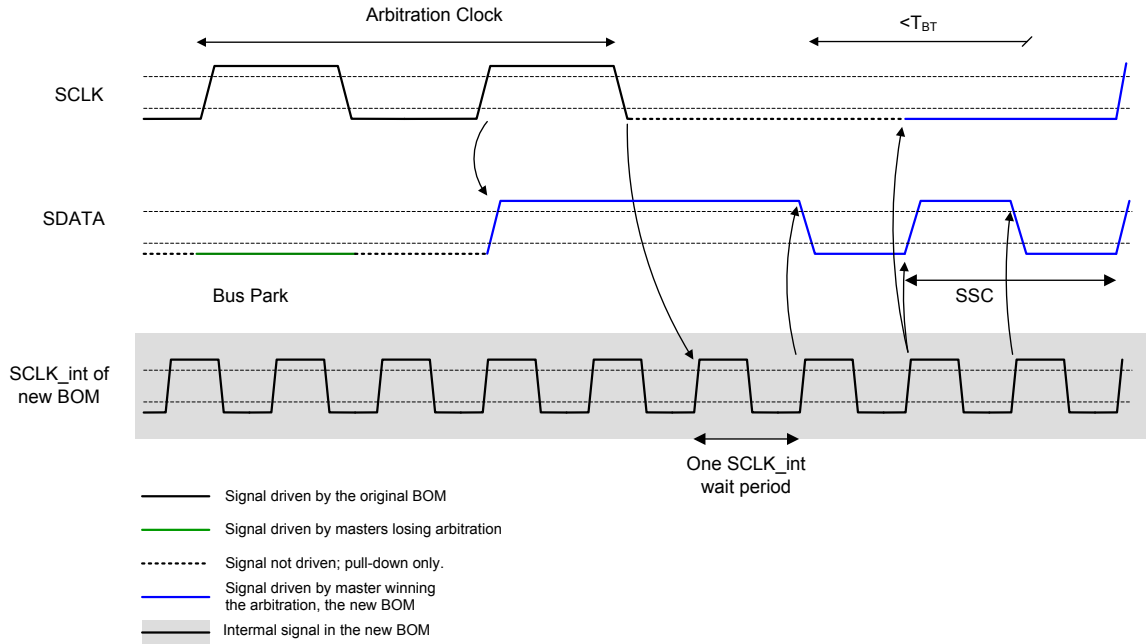 Arbitration Clock
<T_BT
SCLK
SDATA
Bus Park
SSC
SCLK_int of
new BOM
One SCLK_int
wait period
Signal driven by the original BOM
Signal driven by masters losing arbitration
Signal not driven; pull-down only.
Signal driven by master winning
the arbitration, the new BOM
Intermal signal in the new BOM